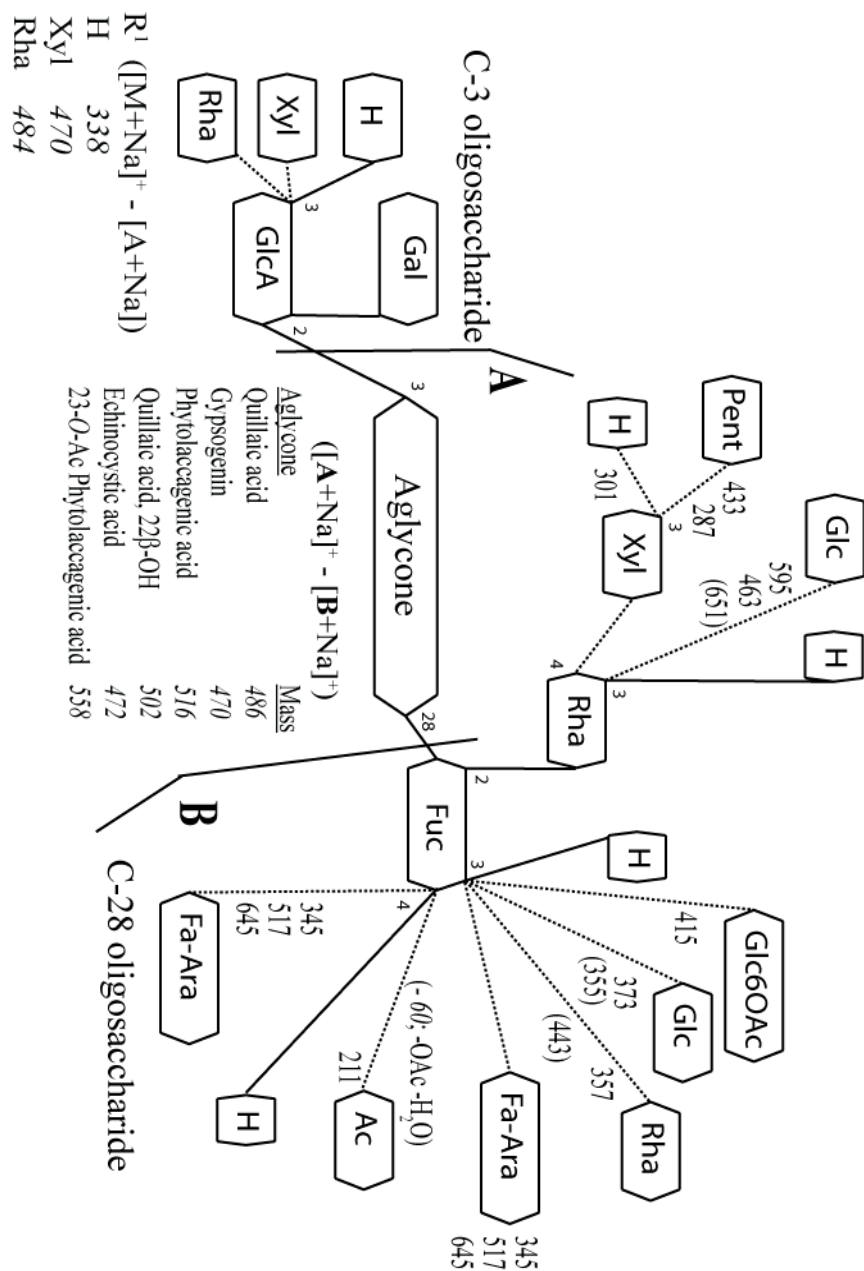 C-3 oligosaccharide
Gal
H
3
Xyl
Rha
GlcA
2
R¹ ([M+Na]⁺ - [A+Na])
H 338
Xyl 470
Rha 484
A
3
Aglycone
28
([A+Na]⁺ - [B+Na]⁺)
Aglycone Mass
Quillaic acid 486
Gypsogenin 470
Phytolaccagenic acid 516
Quillaic acid, 22β-OH 502
Echinocystic acid 472
23-O-Ac Phytolaccagenic acid 558
Pent
433
287
H
301
3
Xyl
Glc
595
463
(651)
H
4
3
Rha
B
2
Fuc
3
4
H
Glc6OAc
415
Glc
373
(355)
Rha
357
(443)
Fa-Ara
345
517
645
Ac
(- 60; -OAc -H₂O)
211
H
Fa-Ara
345
517
645
C-28 oligosaccharide